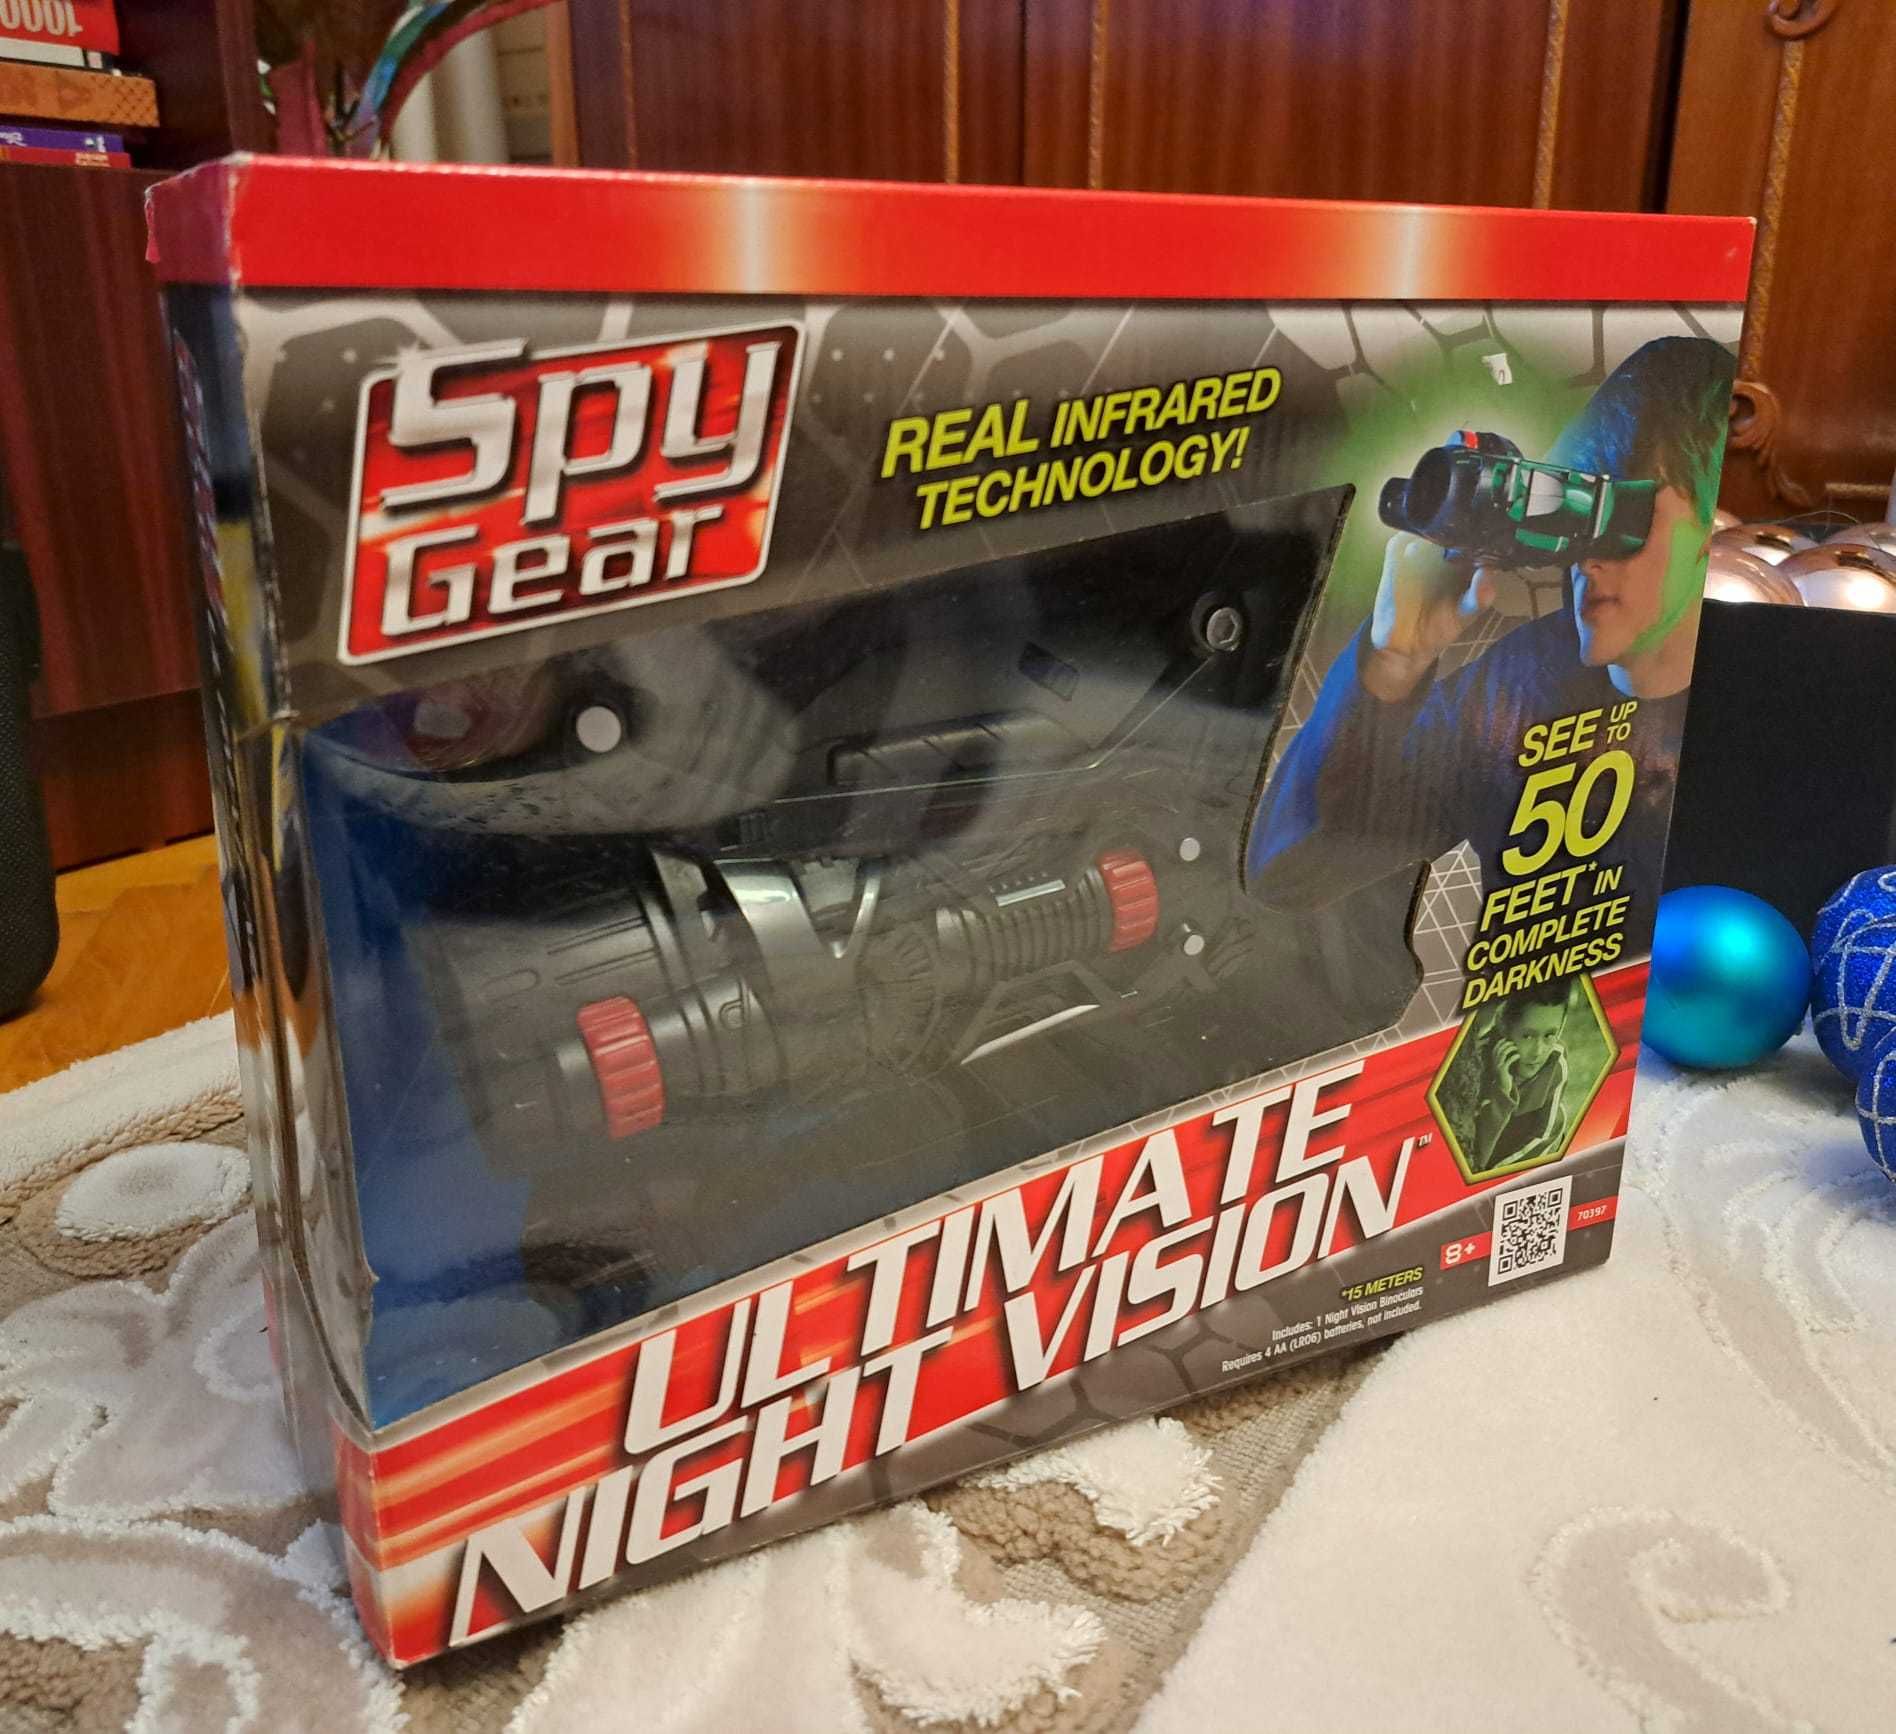 Spy
Gear
REAL INFRARED
TECHNOLOGY!
SEE UP TO
50
FEET* IN
COMPLETE
DARKNESS
ULTIMATE
NIGHT VISION™
8+
70397
*15 METERS
Includes: 1 Night Vision Binoculars
Requires 4 AA (LR06) batteries, not included.
1000